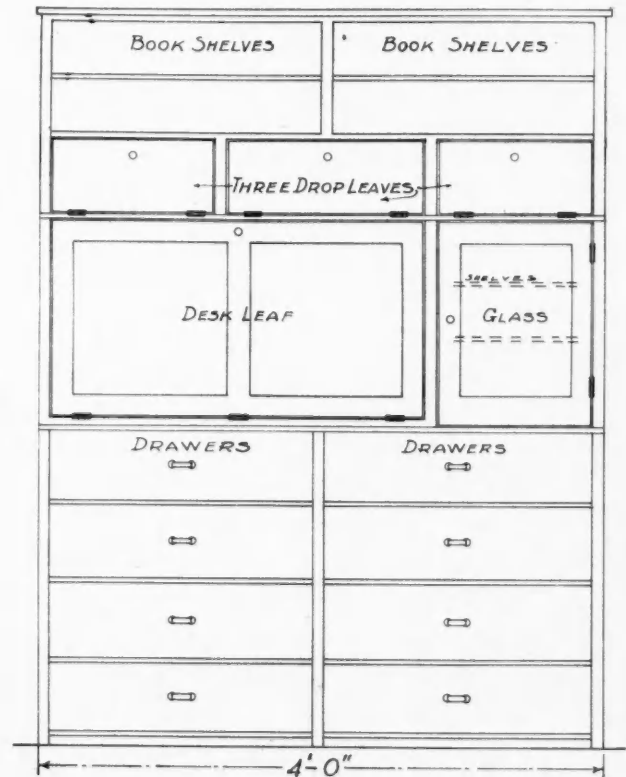 BOOK SHELVES
BOOK SHELVES
THREE DROP LEAVES
SHELVES
DESK LEAF
GLASS
DRAWERS
DRAWERS
4'-0"